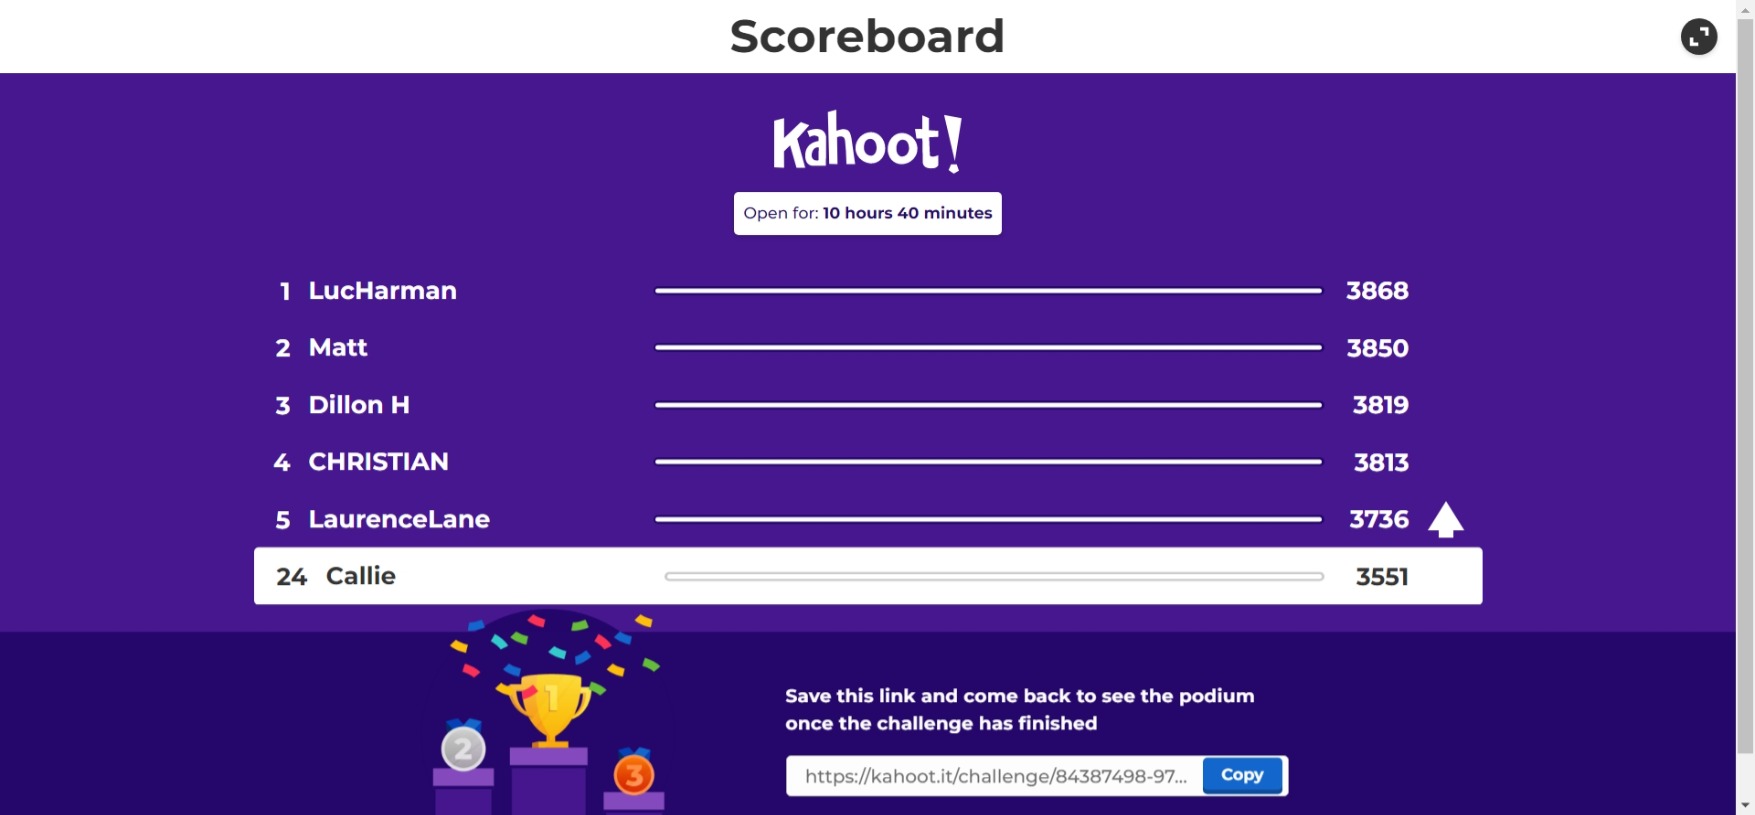 Scoreboard
Kahoot!
Open for: 10 hours 40 minutes
1 LucHarman 3868
2 Matt 3850
3 Dillon H 3819
4 CHRISTIAN 3813
5 LaurenceLane 3736
24 Callie 3551
1
2
3
Save this link and come back to see the podium
once the challenge has finished
https://kahoot.it/challenge/84387498-97... Copy